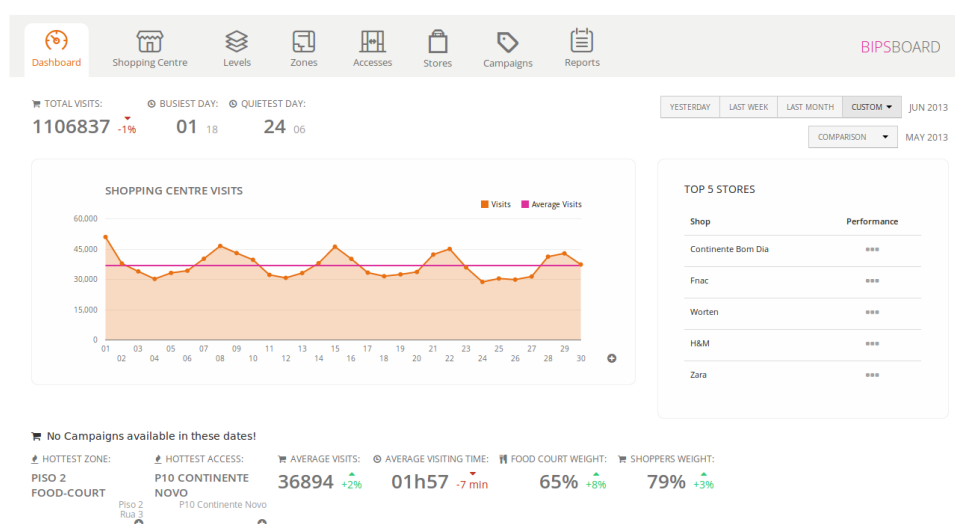 Dashboard
Shopping Centre
Levels
Zones
Accesses
Stores
Campaigns
Reports
BIPSBOARD
TOTAL VISITS:
BUSIEST DAY:
QUIETEST DAY:
1106837 -1%
01 18
24 06
YESTERDAY
LAST WEEK
LAST MONTH
CUSTOM
JUN 2013
COMPARISON
MAY 2013
SHOPPING CENTRE VISITS
Visits
Average Visits
60,000
45,000
30,000
15,000
0
01 03 05 07 09 11 13 15 17 19 21 23 25 27 29
02 04 06 08 10 12 14 16 18 20 22 24 26 28 30
TOP 5 STORES
Shop Performance
Continente Bom Dia
Fnac
Worten
H&M
Zara
No Campaigns available in these dates!
HOTTEST ZONE:
PISO 2
FOOD-COURT
Piso 2
Rua 3
HOTTEST ACCESS:
P10 CONTINENTE
NOVO
P10 Continente Novo
AVERAGE VISITS:
36894 +2%
AVERAGE VISITING TIME:
01h57 -7 min
FOOD COURT WEIGHT:
65% +8%
SHOPPERS WEIGHT:
79% +3%